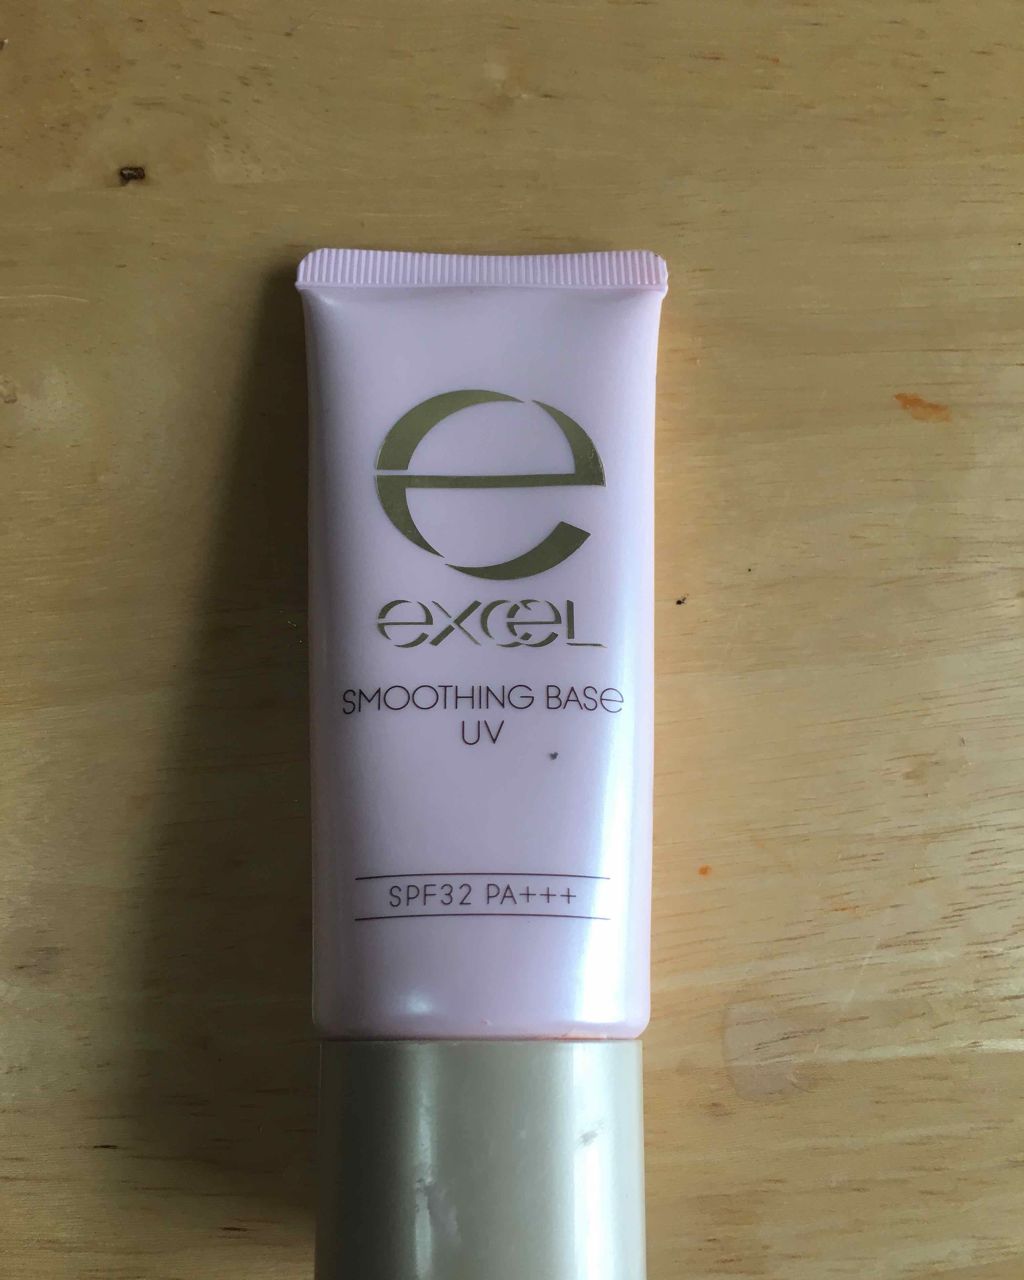 e
excel
SMOOTHING BASE
UV
SPF32 PA+++